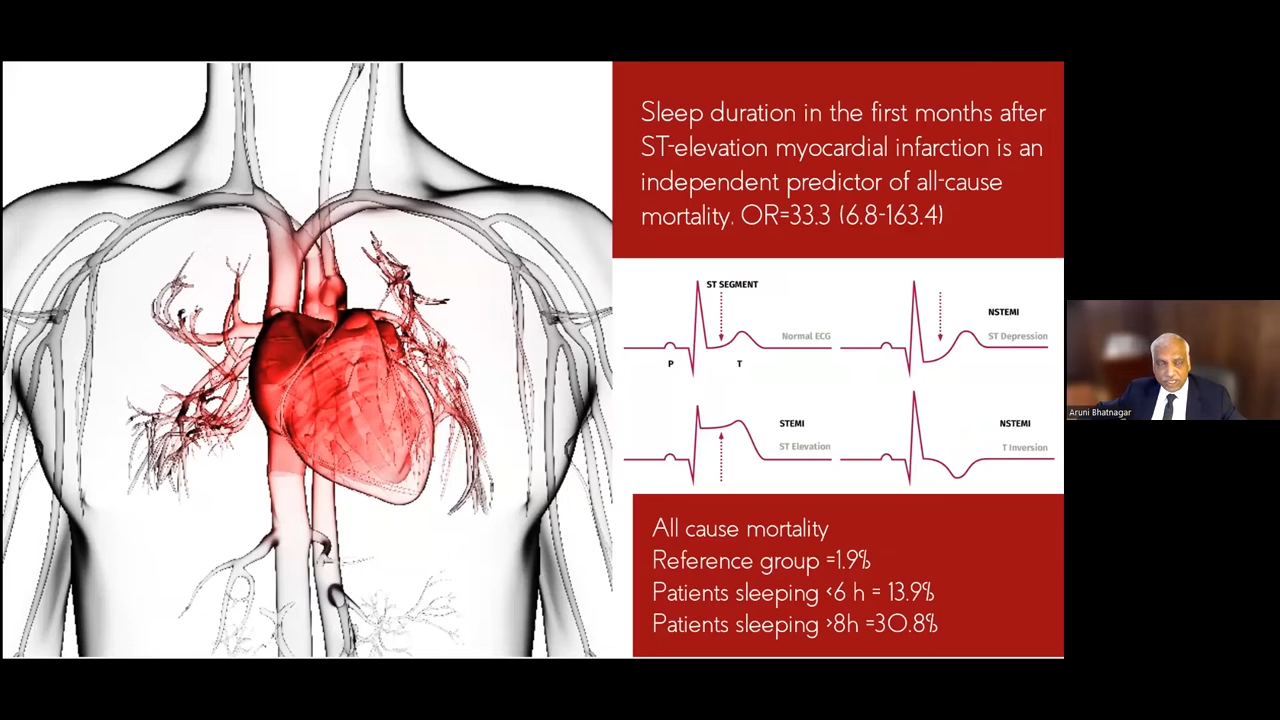 Sleep duration in the first months after
ST-elevation myocardial infarction is an
independent predictor of all-cause
mortality. OR=33.3 (6.8-163.4)
ST SEGMENT
Normal ECG
P
T
NSTEMI
ST Depression
STEMI
ST Elevation
NSTEMI
T Inversion
All cause mortality
Reference group =1.9%
Patients sleeping <6 h = 13.9%
Patients sleeping >8h =30.8%
Aruni Bhatnagar